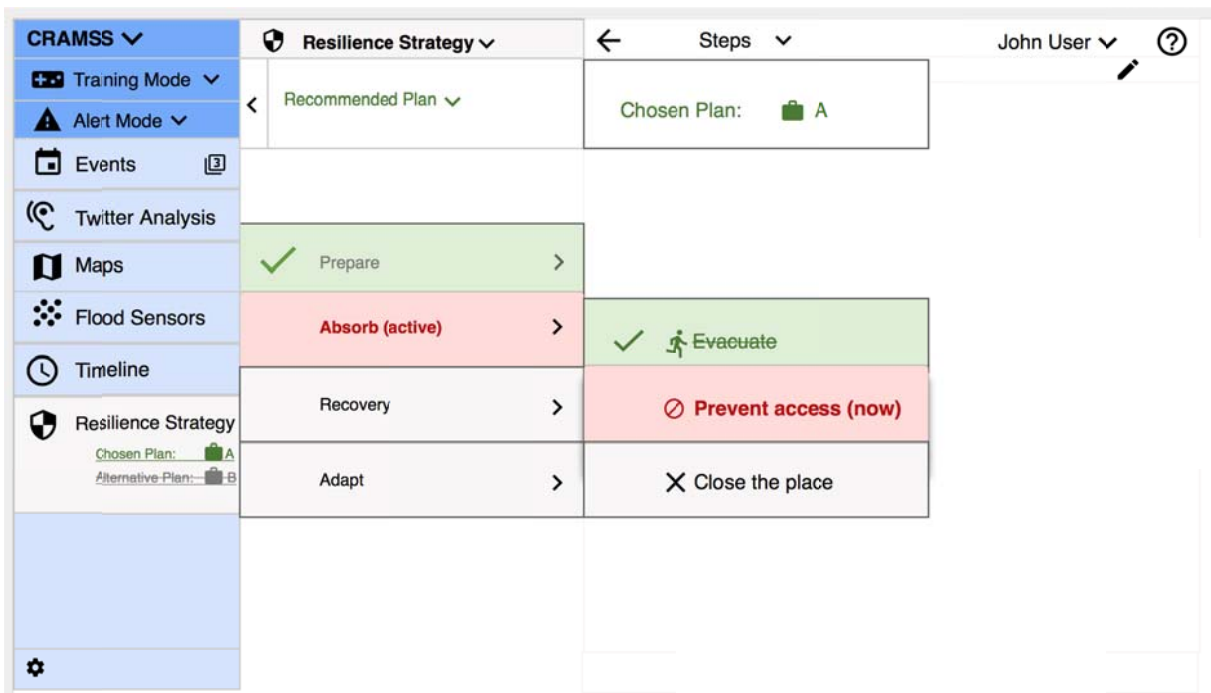 CRAMSS
Training Mode
Alert Mode
Events 3
Twitter Analysis
Maps
Flood Sensors
Timeline
Resilience Strategy
Chosen Plan: A
Alternative Plan: B
Resilience Strategy
Recommended Plan
Prepare
Absorb (active)
Recovery
Adapt
Steps
Chosen Plan: A
Evacuate
Prevent access (now)
Close the place
John User
?